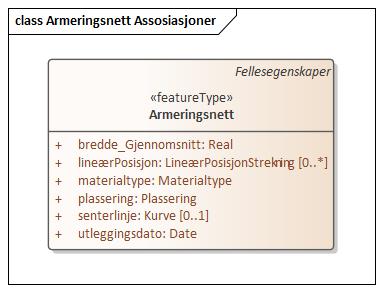 class Armeringsnett Assosiasjoner
Fellesegenskaper
«featureType»
Armeringsnett
+ bredde_Gjennomsnitt: Real
+ lineærPosisjon: LineærPosisjonStrekning [0..*]
+ materialtype: Materialtype
+ plassering: Plassering
+ senterlinje: Kurve [0..1]
+ utleggingsdato: Date